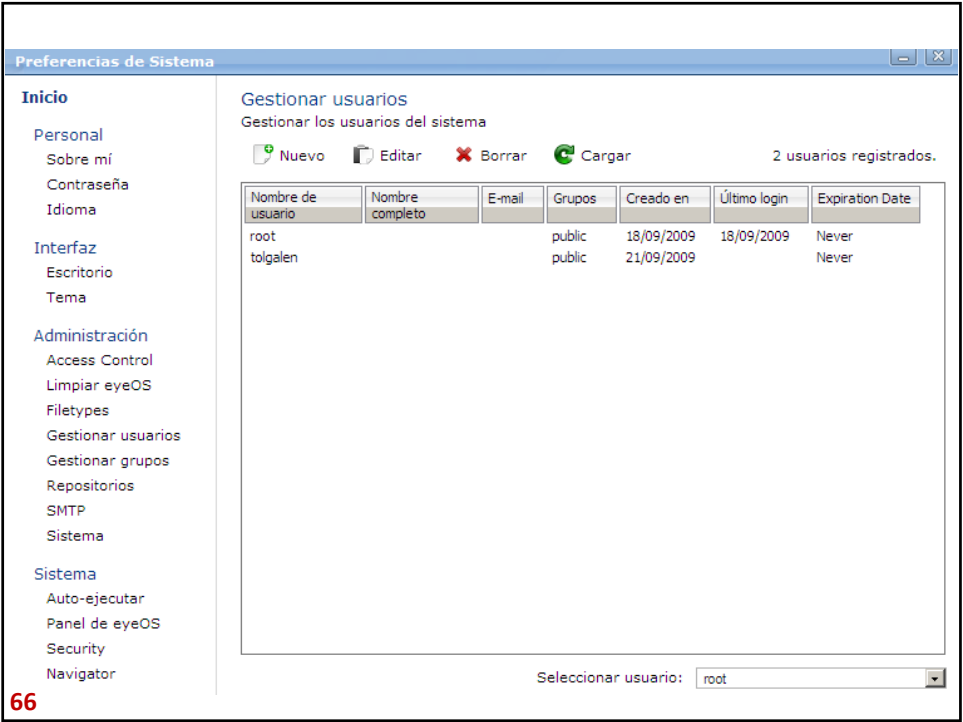 Preferencias de Sistema
Inicio
Personal
Sobre mí
Contraseña
Idioma
Interfaz
Escritorio
Tema
Administración
Access Control
Limpiar eyeOS
Filetypes
Gestionar usuarios
Gestionar grupos
Repositorios
SMTP
Sistema
Sistema
Auto-ejecutar
Panel de eyeOS
Security
Navigator
Gestionar usuarios
Gestionar los usuarios del sistema
Nuevo Editar Borrar Cargar 2 usuarios registrados.
Nombre de usuario Nombre completo E-mail Grupos Creado en Último login Expiration Date
root public 18/09/2009 18/09/2009 Never
tolgalen public 21/09/2009 Never
Seleccionar usuario: root
66